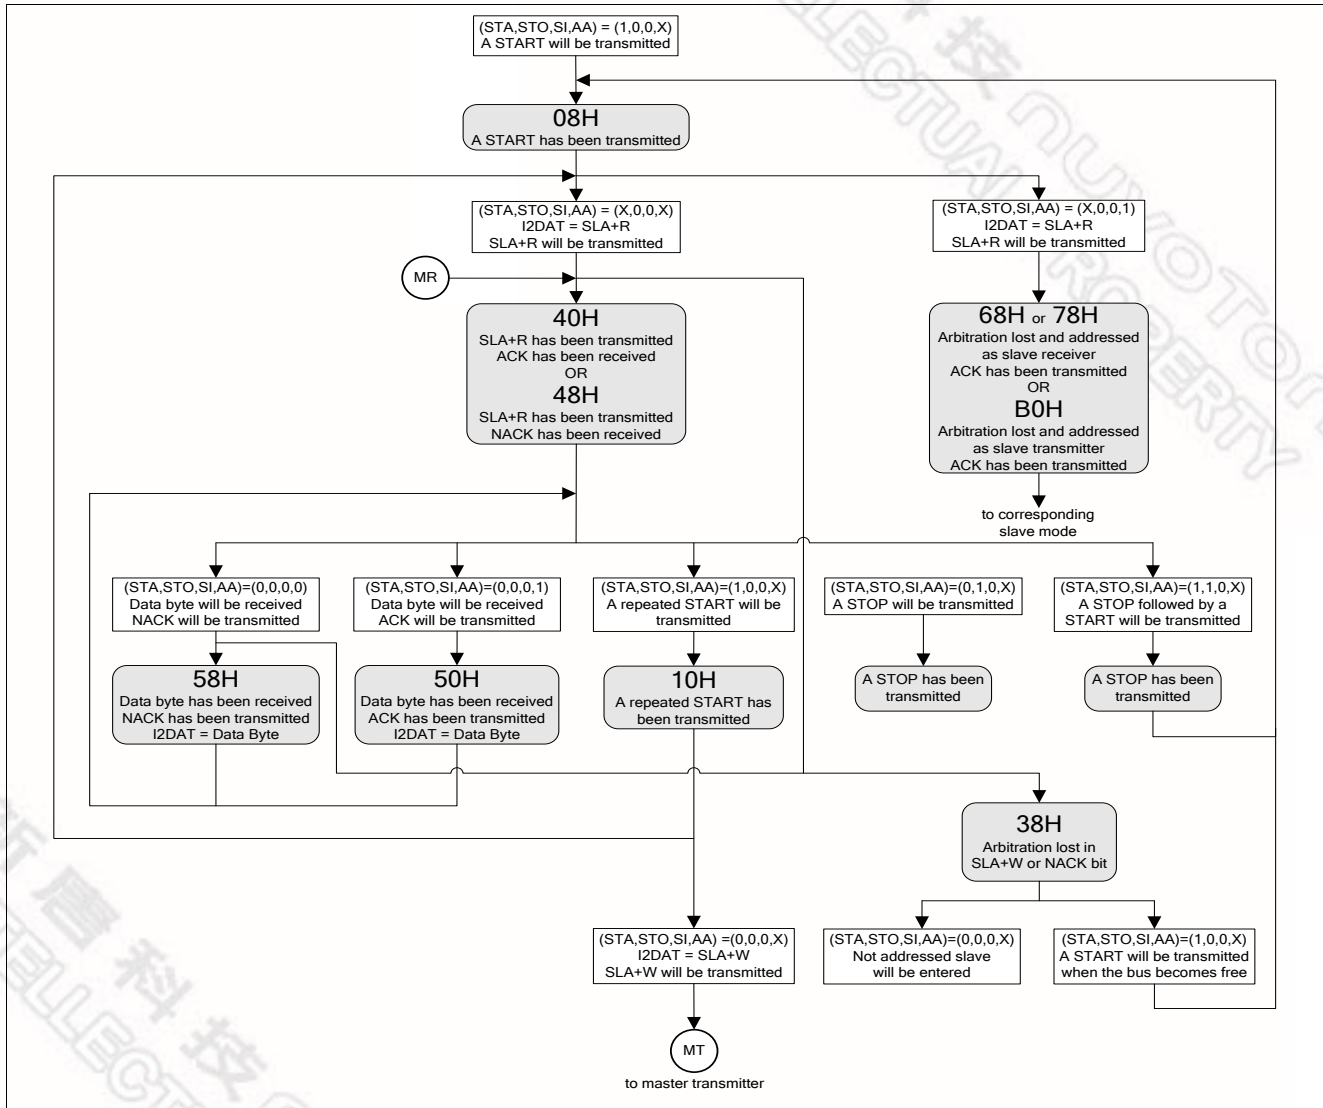 (STA,STO,SI,AA) = (1,0,0,X)
A START will be transmitted
08H
A START has been transmitted
(STA,STO,SI,AA) = (X,0,0,X)
I2DAT = SLA+R
SLA+R will be transmitted
(STA,STO,SI,AA) = (X,0,0,1)
I2DAT = SLA+R
SLA+R will be transmitted
MR
40H
SLA+R has been transmitted
ACK has been received
OR
48H
SLA+R has been transmitted
NACK has been received
68H or 78H
Arbitration lost and addressed
as slave receiver
ACK has been transmitted
OR
B0H
Arbitration lost and addressed
as slave transmitter
ACK has been transmitted
to corresponding
slave mode
(STA,STO,SI,AA)=(0,0,0,0)
Data byte will be received
NACK will be transmitted
(STA,STO,SI,AA)=(0,0,0,1)
Data byte will be received
ACK will be transmitted
(STA,STO,SI,AA)=(1,0,0,X)
A repeated START will be
transmitted
(STA,STO,SI,AA)=(0,1,0,X)
A STOP will be transmitted
(STA,STO,SI,AA)=(1,1,0,X)
A STOP followed by a
START will be transmitted
58H
Data byte has been received
NACK has been transmitted
I2DAT = Data Byte
50H
Data byte has been received
ACK has been transmitted
I2DAT = Data Byte
10H
A repeated START has
been transmitted
A STOP has been
transmitted
A STOP has been
transmitted
38H
Arbitration lost in
SLA+W or NACK bit
(STA,STO,SI,AA) =(0,0,0,X)
I2DAT = SLA+W
SLA+W will be transmitted
(STA,STO,SI,AA)=(0,0,0,X)
Not addressed slave
will be entered
(STA,STO,SI,AA)=(1,0,0,X)
A START will be transmitted
when the bus becomes free
MT
to master transmitter
科技 nuvoton
PROPERTY
新唐科技